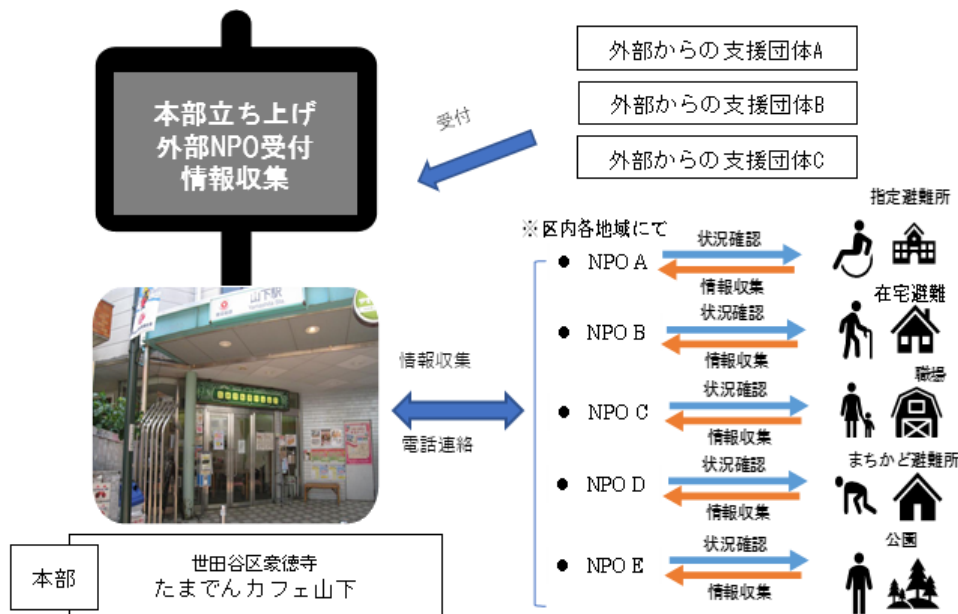 本部立ち上げ
外部NPO受付
情報収集
受付
外部からの支援団体A
外部からの支援団体B
外部からの支援団体C
山下駅
情報収集
電話連絡
本部
世田谷区豪徳寺
たまでんカフェ山下
※区内各地域にて
● NPO A
状況確認
情報収集
指定避難所
● NPO B
状況確認
情報収集
在宅避難
● NPO C
状況確認
情報収集
職場
● NPO D
状況確認
情報収集
まちかど避難所
● NPO E
状況確認
情報収集
公園